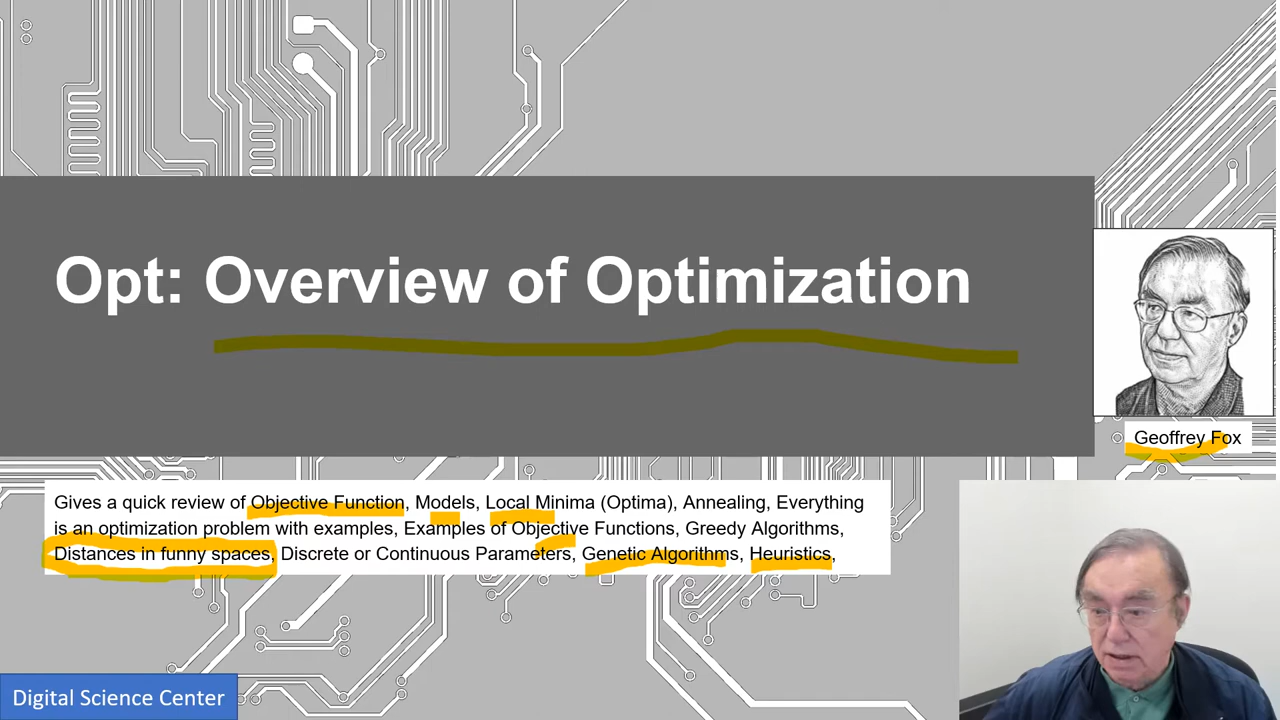 Opt: Overview of Optimization
Geoffrey Fox
Gives a quick review of Objective Function, Models, Local Minima (Optima), Annealing, Everything
is an optimization problem with examples, Examples of Objective Functions, Greedy Algorithms,
Distances in funny spaces, Discrete or Continuous Parameters, Genetic Algorithms, Heuristics,
Digital Science Center